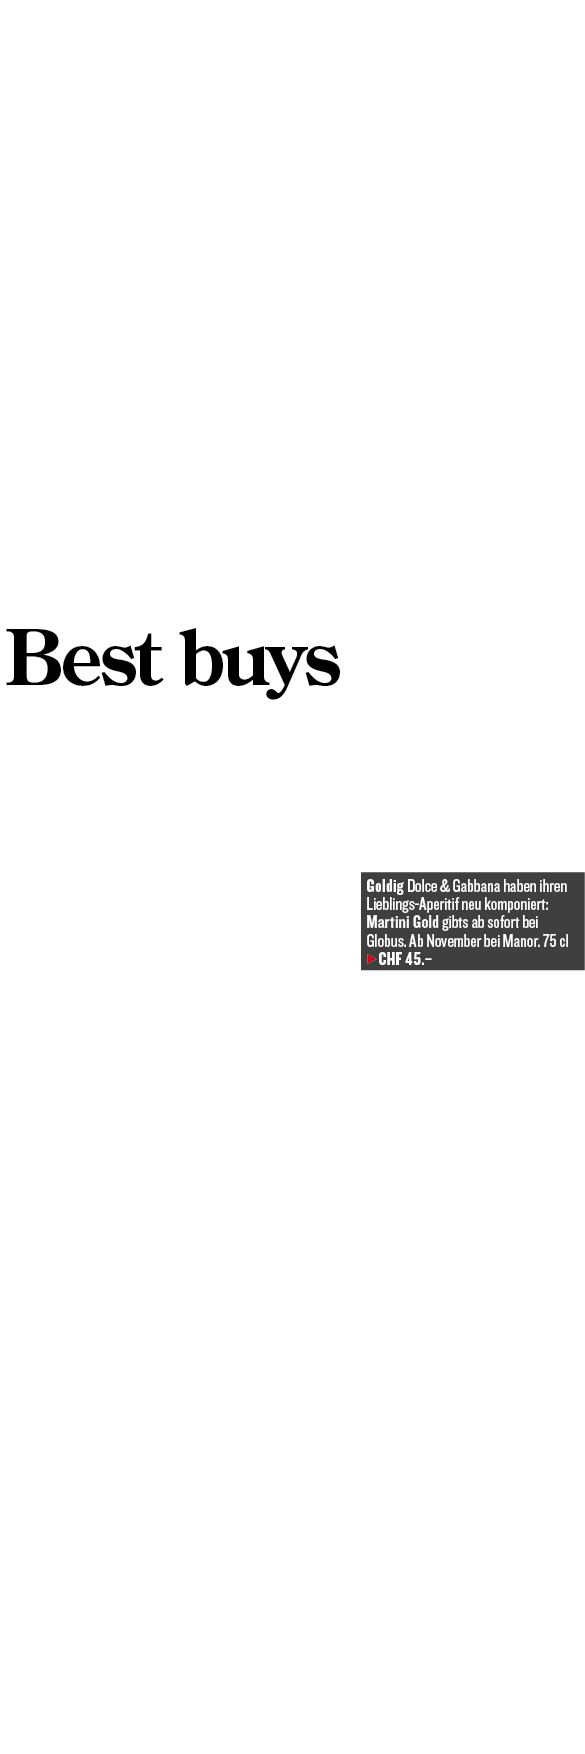 Best buys
Goldig Dolce & Gabbana haben ihren
Lieblings-Aperitif neu komponiert:
Martini Gold gibts ab sofort bei
Globus. Ab November bei Manor. 75 cl
▶CHF 45.–